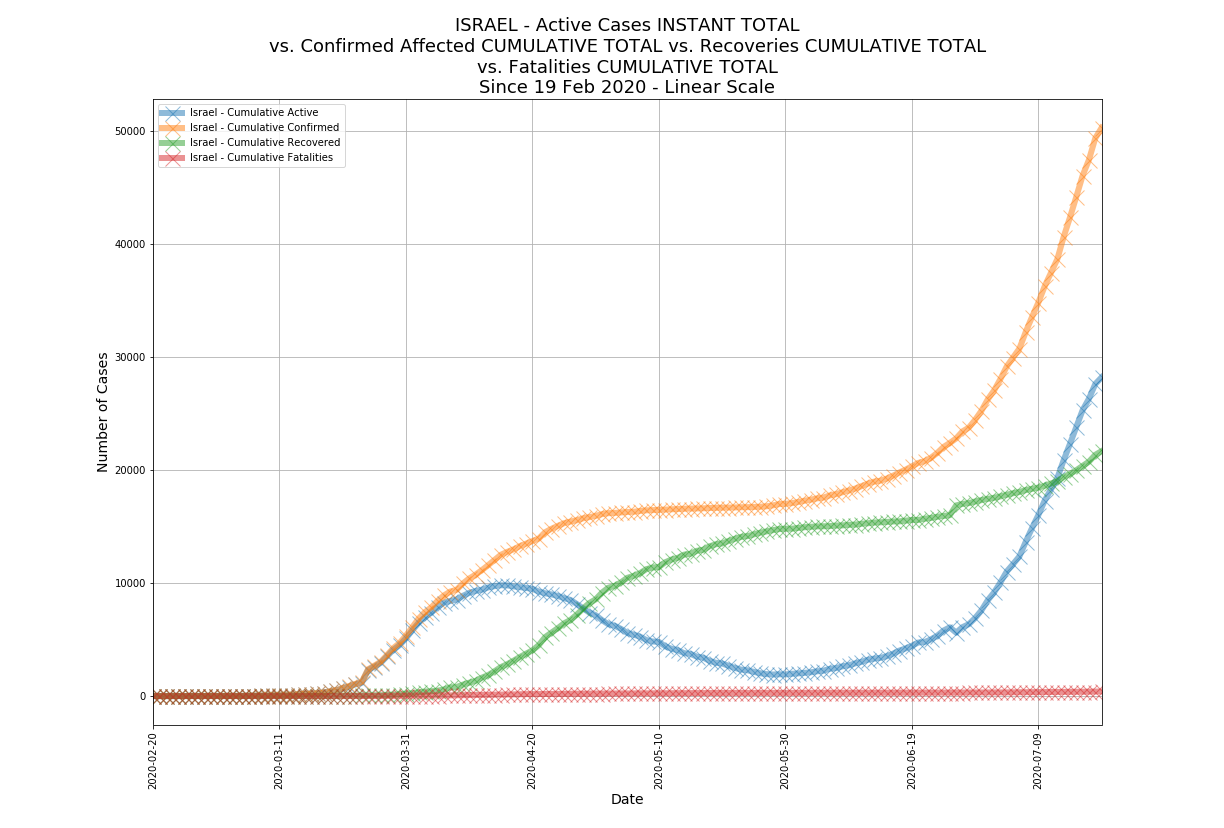 ISRAEL - Active Cases INSTANT TOTAL
vs. Confirmed Affected CUMULATIVE TOTAL vs. Recoveries CUMULATIVE TOTAL
vs. Fatalities CUMULATIVE TOTAL
Since 19 Feb 2020 - Linear Scale
Israel - Cumulative Active
Israel - Cumulative Confirmed
Israel - Cumulative Recovered
Israel - Cumulative Fatalities
Number of Cases
50000
40000
30000
20000
10000
0
2020-02-20
2020-03-11
2020-03-31
2020-04-20
2020-05-10
2020-05-30
2020-06-19
2020-07-09
Date